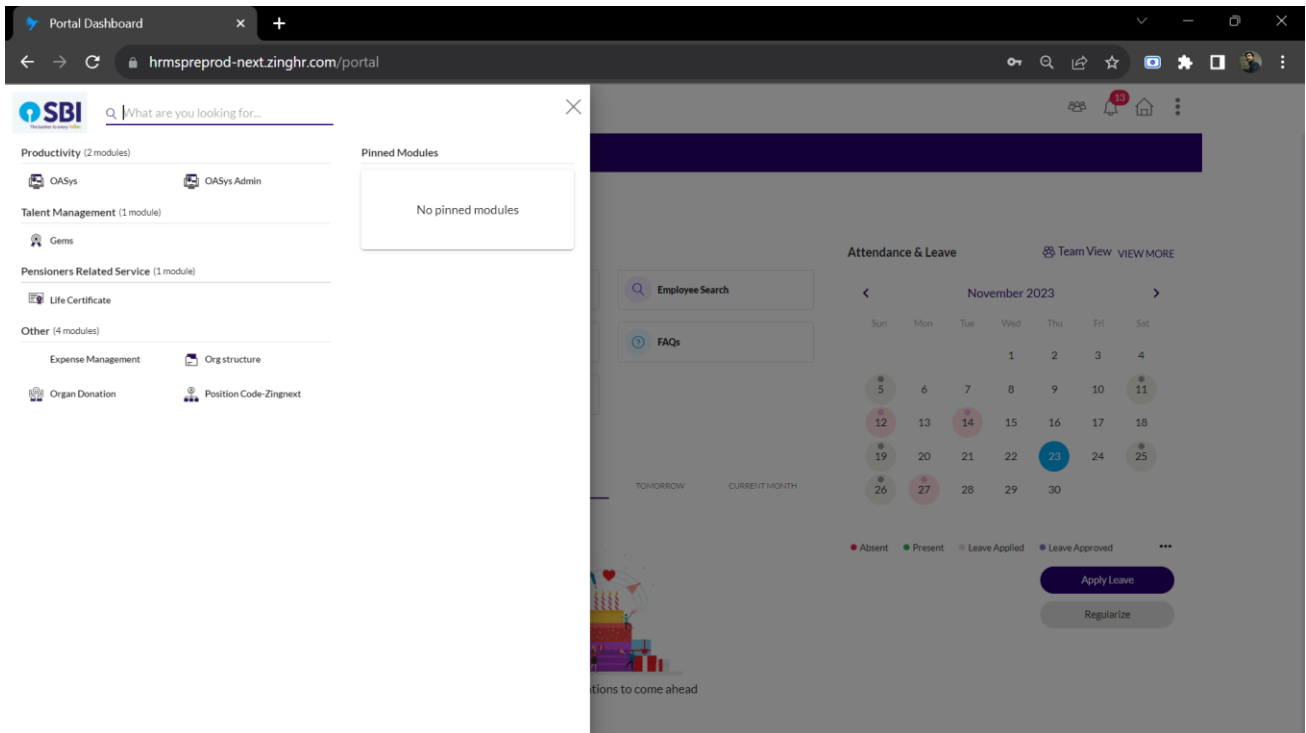 Portal Dashboard
hrmspreprod-next.zinghr.com/portal
SBI
The banker to every Indian
What are you looking for...
13
Productivity (2 modules)
OASys
OASys Admin
Talent Management (1 module)
Gems
Pensioners Related Service (1 module)
Life Certificate
Other (4 modules)
Expense Management
Org structure
Organ Donation
Position Code-Zingnext
Pinned Modules
No pinned modules
Employee Search
FAQs
TOMORROW CURRENT MONTH
tions to come ahead
Attendance & Leave Team View VIEW MORE
November 2023
Sun Mon Tue Wed Thu Fri Sat
1 2 3 4
5 6 7 8 9 10 11
12 13 14 15 16 17 18
19 20 21 22 23 24 25
26 27 28 29 30
Absent Present Leave Applied Leave Approved
Apply Leave
Regularize